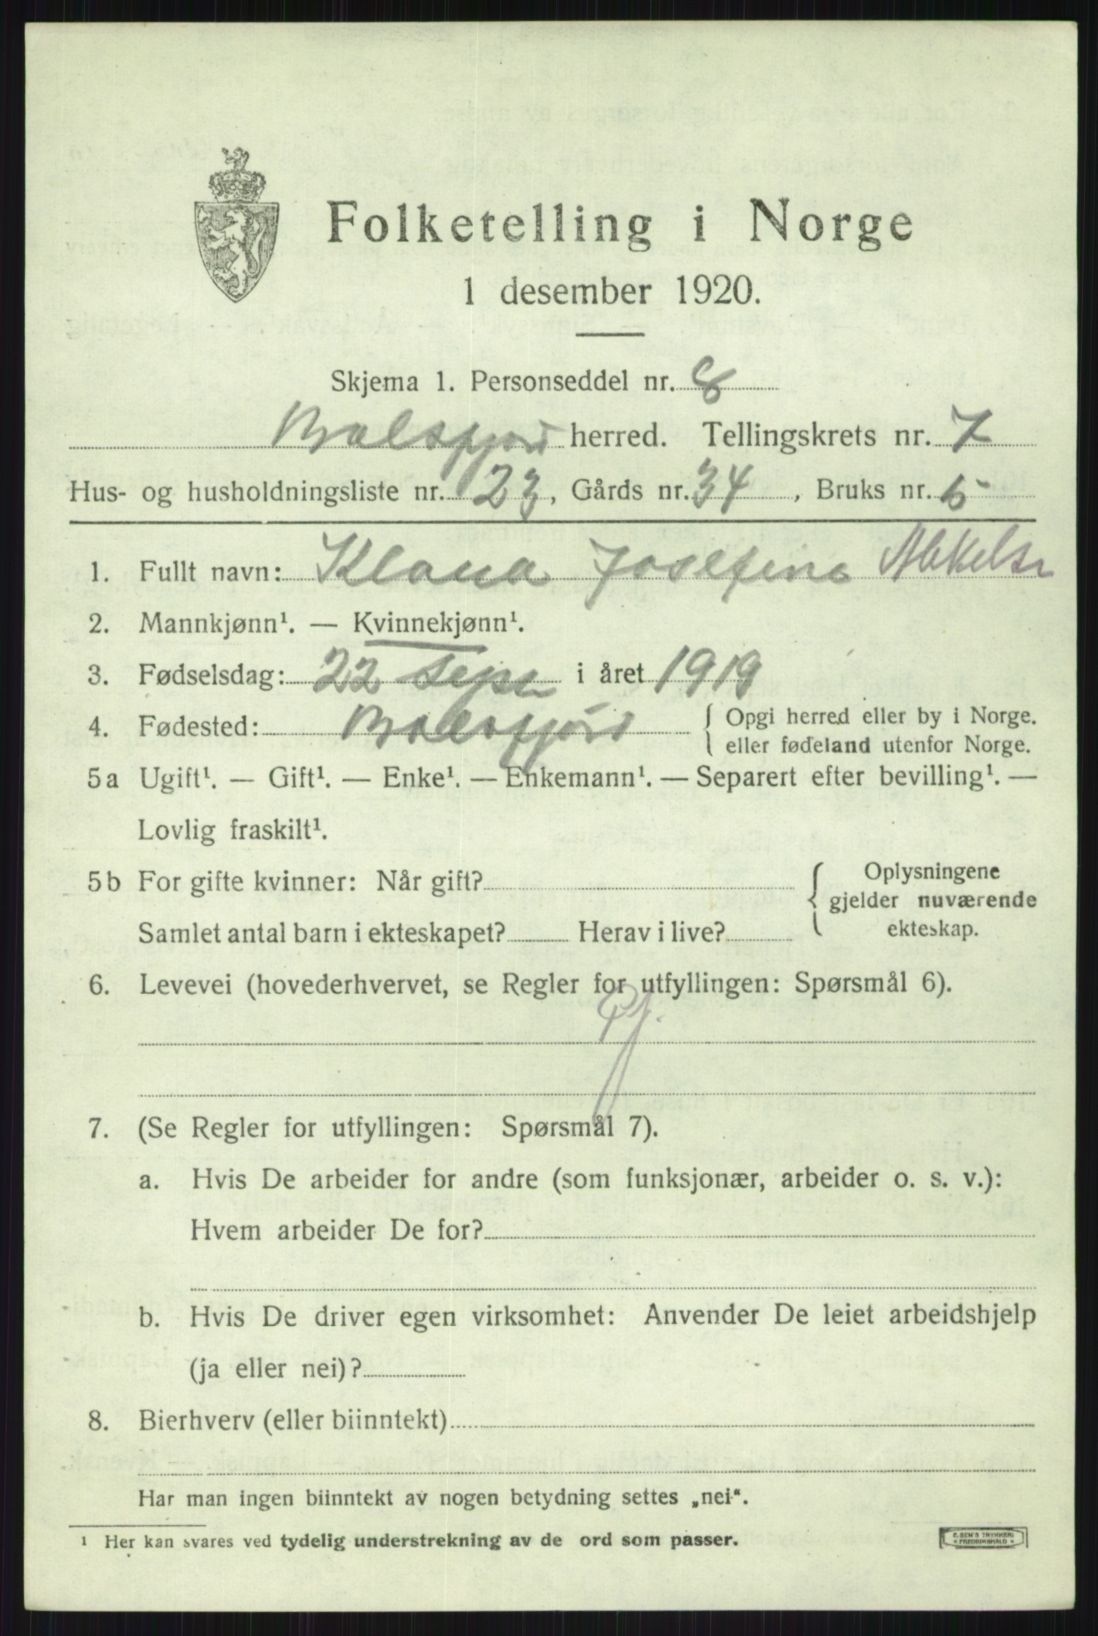 Folketelling i Norge
1 desember 1920.
Skjema 1. Personseddel nr. 8
Balsfjord herred. Tellingskrets nr. 7
Hus- og husholdningsliste nr. 23, Gårds nr. 34, Bruks nr. 5
1. Fullt navn: Klara Josefine
2. Mannkjønn¹. — Kvinnekjønn¹.
3. Fødselsdag: 22 Sept i året 1919
4. Fødested: Balsfjord { Opgi herred eller by i Norge.
eller fødeland utenfor Norge.
5a Ugift¹. — Gift¹. — Enke¹. — Enkemann¹. — Separert efter bevilling¹. —
Lovlig fraskilt¹.
5b For gifte kvinner: Når gift? { Oplysningene
gjelder nuværende
Samlet antal barn i ekteskapet? Herav i live? ekteskap.
6. Levevei (hovederhvervet, se Regler for utfyllingen: Spørsmål 6).
7. (Se Regler for utfyllingen: Spørsmål 7).
a. Hvis De arbeider for andre (som funksjonær, arbeider o. s. v.):
Hvem arbeider De for?
b. Hvis De driver egen virksomhet: Anvender De leiet arbeidshjelp
(ja eller nei)?
8. Bierhverv (eller biinntekt)
Har man ingen biinntekt av nogen betydning settes „nei“.
¹ Her kan svares ved tydelig understrekning av de ord som passer.